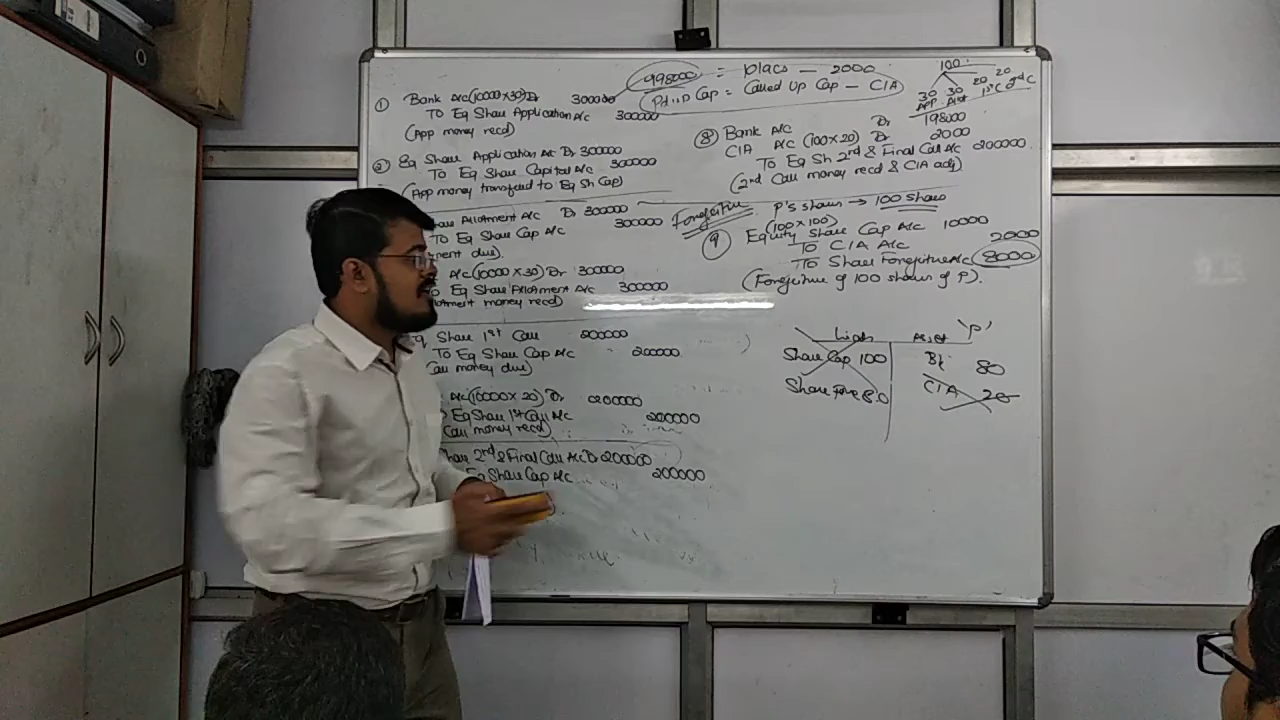 998000 = 10lacs - 2000
Paid up Cap = Called Up Cap - CIA
100
30 30 20 20
App Allot 1st C 2nd C
① Bank A/c (10000 x 30) Dr 300000
To Eq Share Application A/c 300000
(App money recd)
② Eq Share Application A/c Dr 300000
To Eq Share Capital A/c 300000
(App money transferred to Eq Sh Cap)
Allotment A/c Dr 300000
To Eq Share Cap A/c 300000
due)
A/c (10000 x 30) Dr 300000
To Eq Share Allotment A/c 300000
money recd)
Share 1st Call 200000
To Eq Share Cap A/c 200000
Call money due)
A/c (10000 x 20) Dr 200000
Eq Share 1st Call A/c 200000
Call money recd)
2nd & Final Call A/c Dr 200000
Eq Share Cap A/c 200000
⑧ Bank A/c Dr 198000
CIA A/c (100 x 20) Dr 2000
To Eq Sh 2nd & Final Call A/c 200000
(2nd Call money recd & CIA adj)
Forfeiture P's shares → 100 shares
(100 x 100)
⑨ Equity Share Cap A/c 10000
To CIA A/c 2000
To Share Forfeiture A/c 8000
(Forfeiture of 100 shares of P).
'P'
Liab Asset
Share Cap 100 80
CIA 20
Share